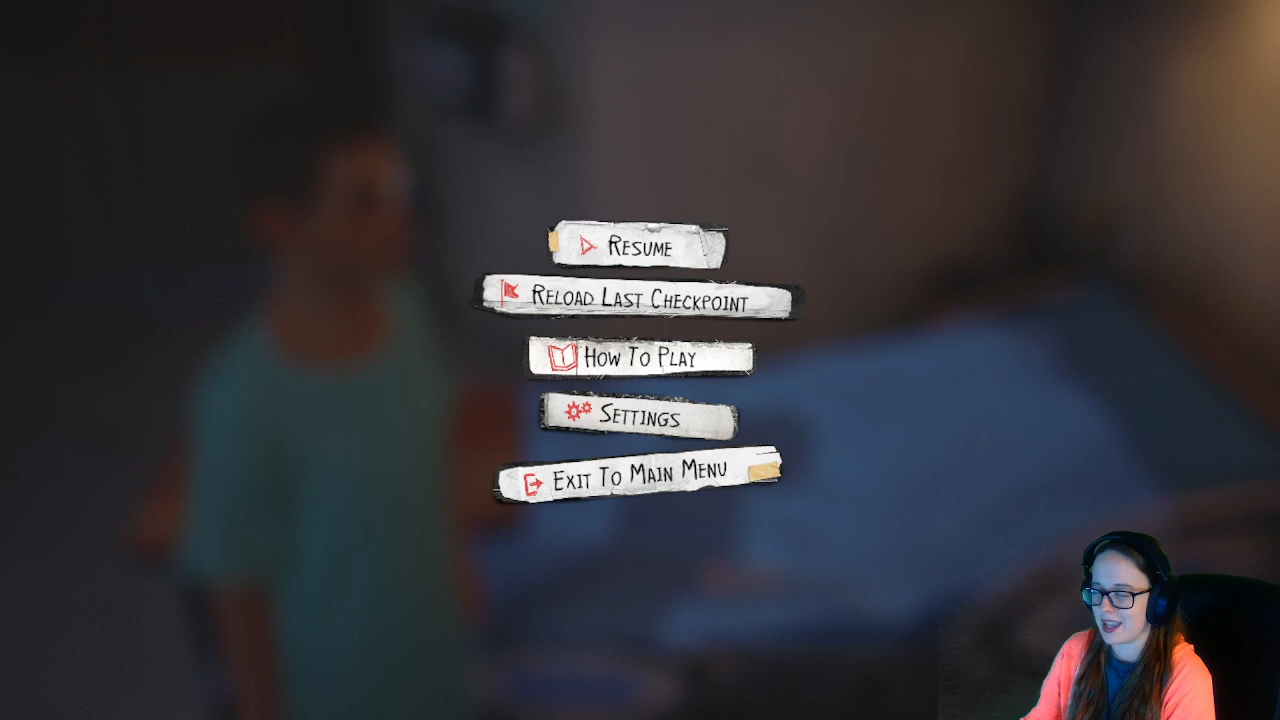 Resume
Reload Last Checkpoint
How To Play
Settings
Exit To Main Menu